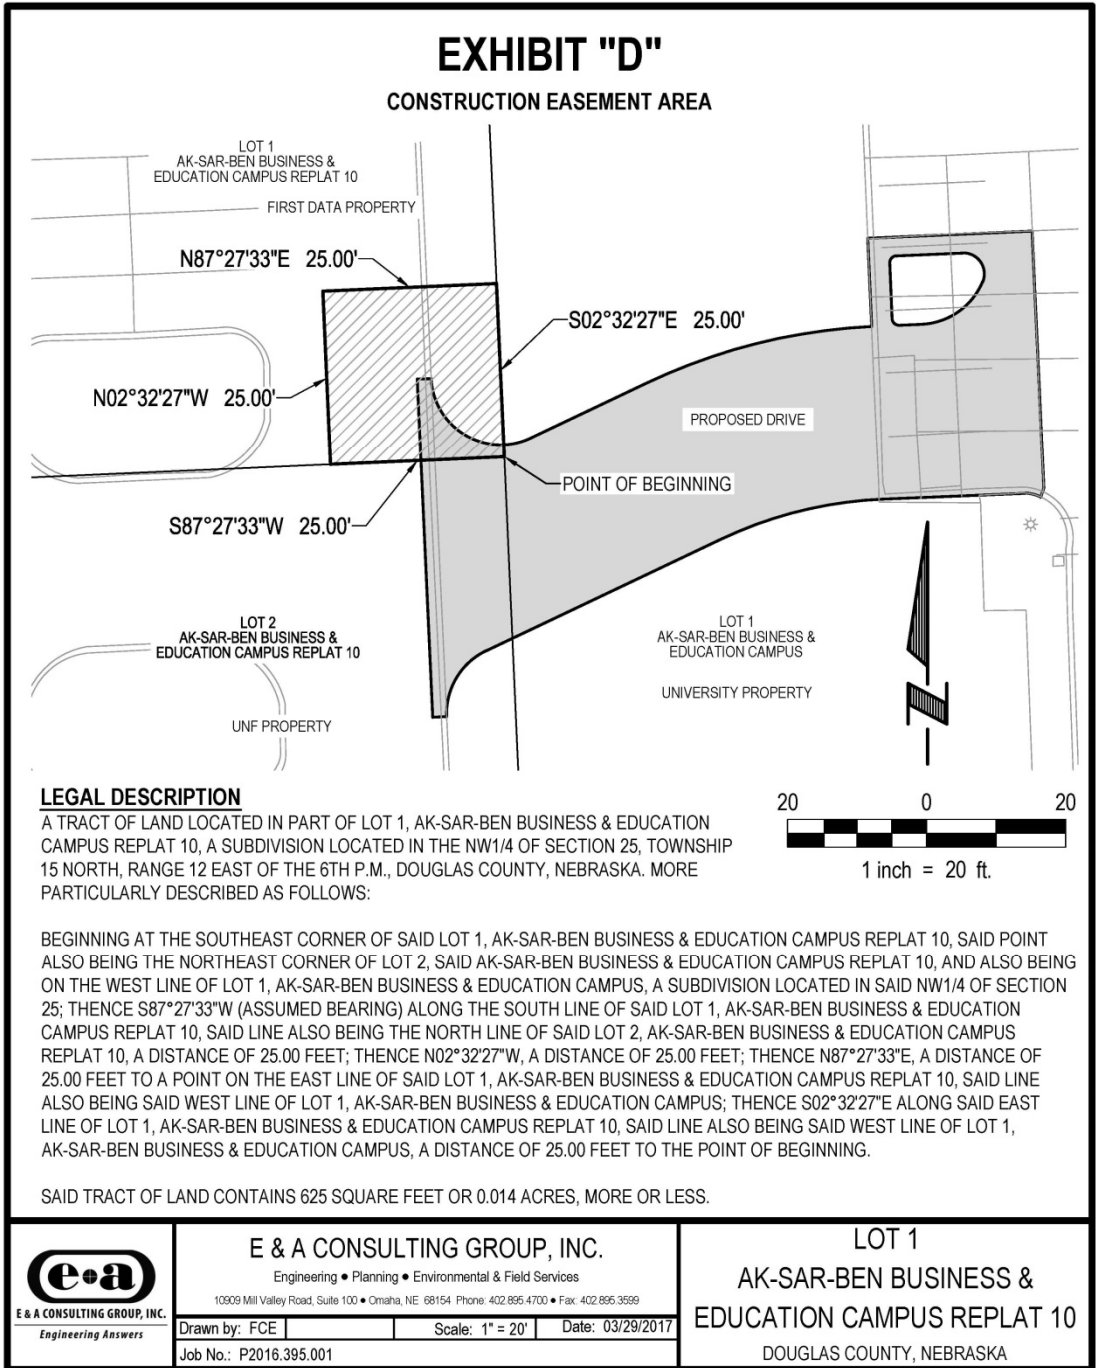 EXHIBIT "D"
CONSTRUCTION EASEMENT AREA
LOT 1
AK-SAR-BEN BUSINESS &
EDUCATION CAMPUS REPLAT 10
FIRST DATA PROPERTY
N87°27'33"E 25.00'
S02°32'27"E 25.00'
N02°32'27"W 25.00'
PROPOSED DRIVE
POINT OF BEGINNING
S87°27'33"W 25.00'
LOT 2
AK-SAR-BEN BUSINESS &
EDUCATION CAMPUS REPLAT 10
UNF PROPERTY
LOT 1
AK-SAR-BEN BUSINESS &
EDUCATION CAMPUS
UNIVERSITY PROPERTY
N
20 0 20
1 inch = 20 ft.
LEGAL DESCRIPTION
A TRACT OF LAND LOCATED IN PART OF LOT 1, AK-SAR-BEN BUSINESS & EDUCATION
CAMPUS REPLAT 10, A SUBDIVISION LOCATED IN THE NW1/4 OF SECTION 25, TOWNSHIP
15 NORTH, RANGE 12 EAST OF THE 6TH P.M., DOUGLAS COUNTY, NEBRASKA. MORE
PARTICULARLY DESCRIBED AS FOLLOWS:
BEGINNING AT THE SOUTHEAST CORNER OF SAID LOT 1, AK-SAR-BEN BUSINESS & EDUCATION CAMPUS REPLAT 10, SAID POINT
ALSO BEING THE NORTHEAST CORNER OF LOT 2, SAID AK-SAR-BEN BUSINESS & EDUCATION CAMPUS REPLAT 10, AND ALSO BEING
ON THE WEST LINE OF LOT 1, AK-SAR-BEN BUSINESS & EDUCATION CAMPUS, A SUBDIVISION LOCATED IN SAID NW1/4 OF SECTION
25; THENCE S87°27'33"W (ASSUMED BEARING) ALONG THE SOUTH LINE OF SAID LOT 1, AK-SAR-BEN BUSINESS & EDUCATION
CAMPUS REPLAT 10, SAID LINE ALSO BEING THE NORTH LINE OF SAID LOT 2, AK-SAR-BEN BUSINESS & EDUCATION CAMPUS
REPLAT 10, A DISTANCE OF 25.00 FEET; THENCE N02°32'27"W, A DISTANCE OF 25.00 FEET; THENCE N87°27'33"E, A DISTANCE OF
25.00 FEET TO A POINT ON THE EAST LINE OF SAID LOT 1, AK-SAR-BEN BUSINESS & EDUCATION CAMPUS REPLAT 10, SAID LINE
ALSO BEING SAID WEST LINE OF LOT 1, AK-SAR-BEN BUSINESS & EDUCATION CAMPUS; THENCE S02°32'27"E ALONG SAID EAST
LINE OF LOT 1, AK-SAR-BEN BUSINESS & EDUCATION CAMPUS REPLAT 10, SAID LINE ALSO BEING SAID WEST LINE OF LOT 1,
AK-SAR-BEN BUSINESS & EDUCATION CAMPUS, A DISTANCE OF 25.00 FEET TO THE POINT OF BEGINNING.
SAID TRACT OF LAND CONTAINS 625 SQUARE FEET OR 0.014 ACRES, MORE OR LESS.
e•a
E & A CONSULTING GROUP, INC.
Engineering Answers
E & A CONSULTING GROUP, INC.
Engineering • Planning • Environmental & Field Services
10909 Mill Valley Road, Suite 100 • Omaha, NE 68154 Phone: 402.895.4700 • Fax: 402.895.3599
Drawn by: FCE Scale: 1" = 20' Date: 03/29/2017
Job No.: P2016.395.001
LOT 1
AK-SAR-BEN BUSINESS &
EDUCATION CAMPUS REPLAT 10
DOUGLAS COUNTY, NEBRASKA